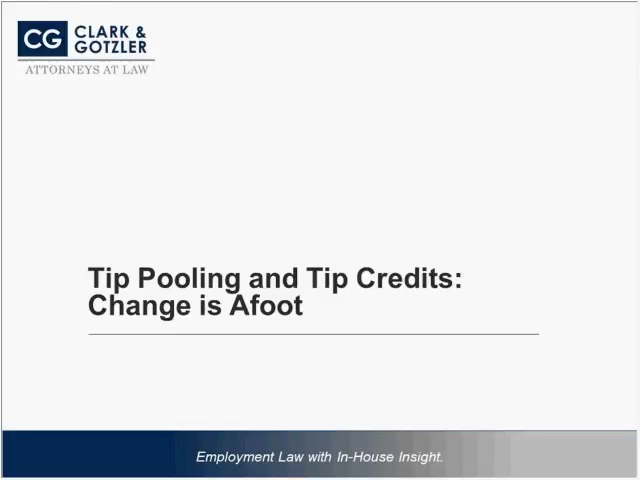 CG CLARK &
GOTZLER
ATTORNEYS AT LAW
Tip Pooling and Tip Credits:
Change is Afoot
Employment Law with In-House Insight.